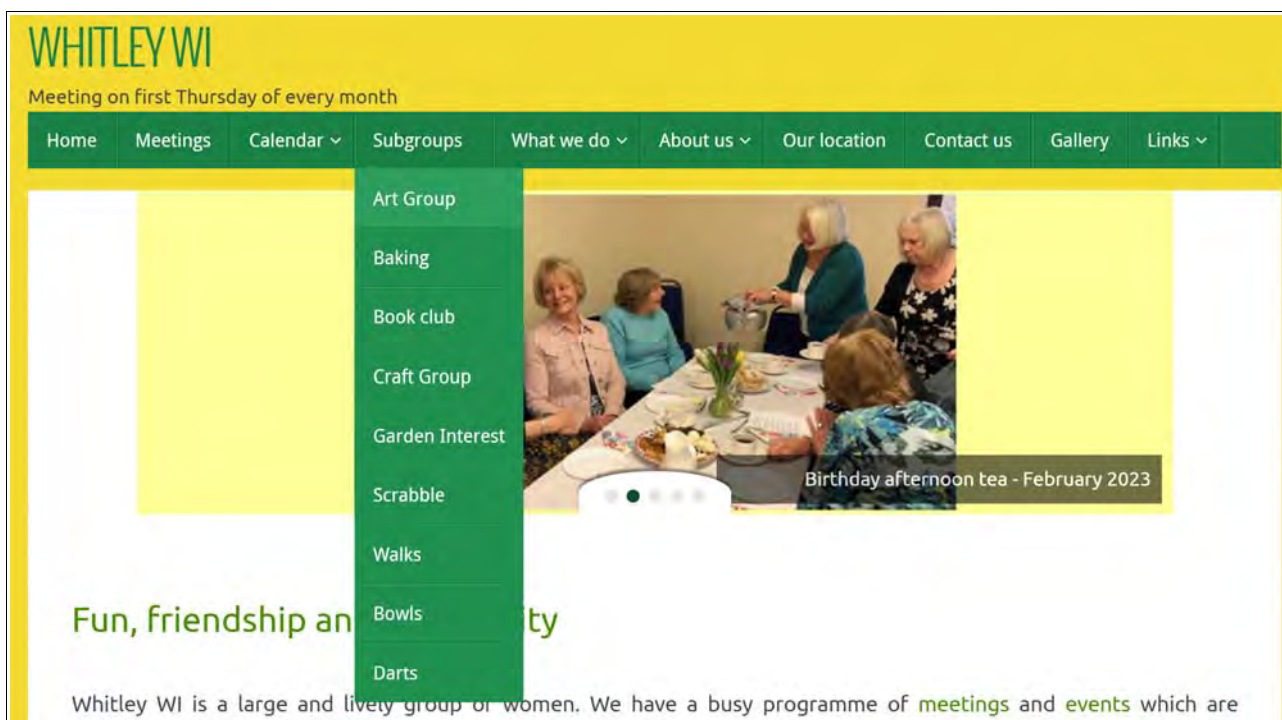 WHITLEY WI
Meeting on first Thursday of every month
Home Meetings Calendar Subgroups What we do About us Our location Contact us Gallery Links
Art Group
Baking
Book club
Craft Group
Garden Interest
Scrabble
Walks
Bowls
Darts
Birthday afternoon tea - February 2023
Fun, friendship an ity
Whitley WI is a large and lively group of women. We have a busy programme of meetings and events which are